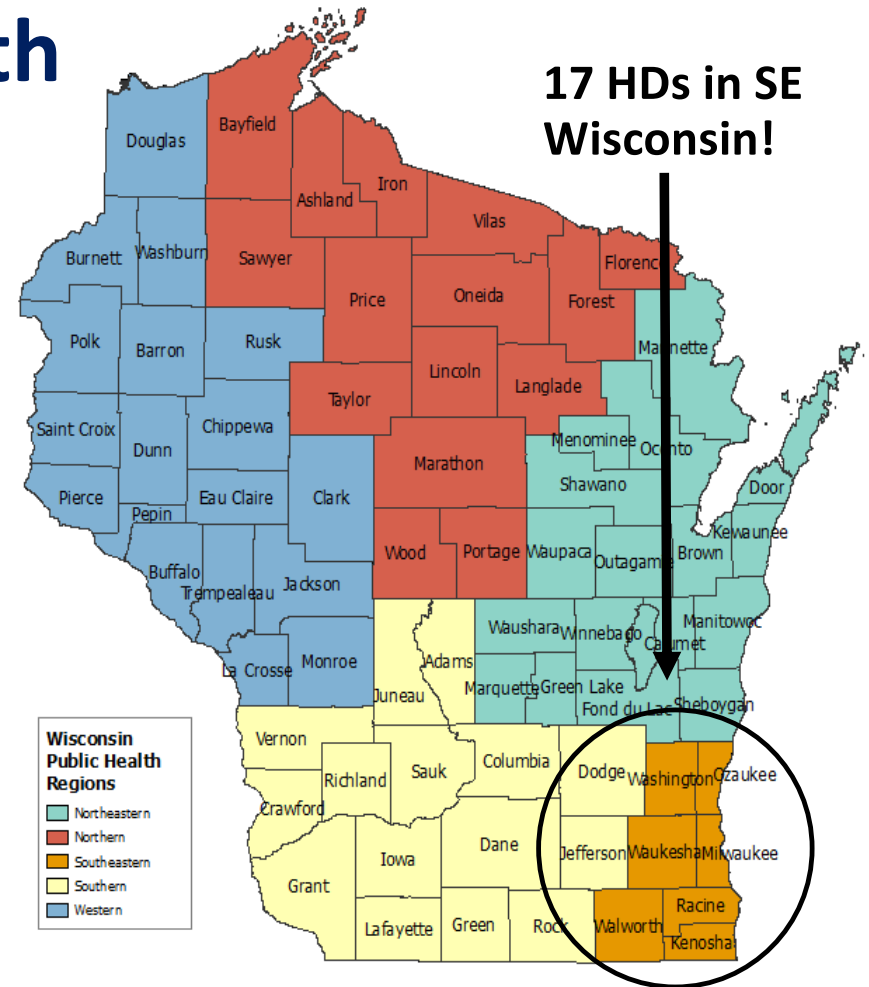 th
17 HDs in SE
Wisconsin!
Douglas
Bayfield
Ashland
Iron
Vilas
Burnett
Washburn
Sawyer
Florence
Price
Oneida
Forest
Polk
Barron
Rusk
Marinette
Lincoln
Taylor
Langlade
Saint Croix
Dunn
Chippewa
Menominee
Oconto
Marathon
Shawano
Pierce
Pepin
Eau Claire
Clark
Door
Wood
Portage
Waupaca
Outagamie
Brown
Kewaunee
Buffalo
Trempealeau
Jackson
Waushara
Winnebago
Calumet
Manitowoc
La Crosse
Monroe
Juneau
Adams
Marquette
Green Lake
Fond du Lac
Sheboygan
Vernon
Richland
Sauk
Columbia
Dodge
Washington
Ozaukee
Crawford
Iowa
Dane
Jefferson
Waukesha
Milwaukee
Grant
Lafayette
Green
Rock
Walworth
Racine
Kenosha
Wisconsin
Public Health
Regions
Northeastern
Northern
Southeastern
Southern
Western